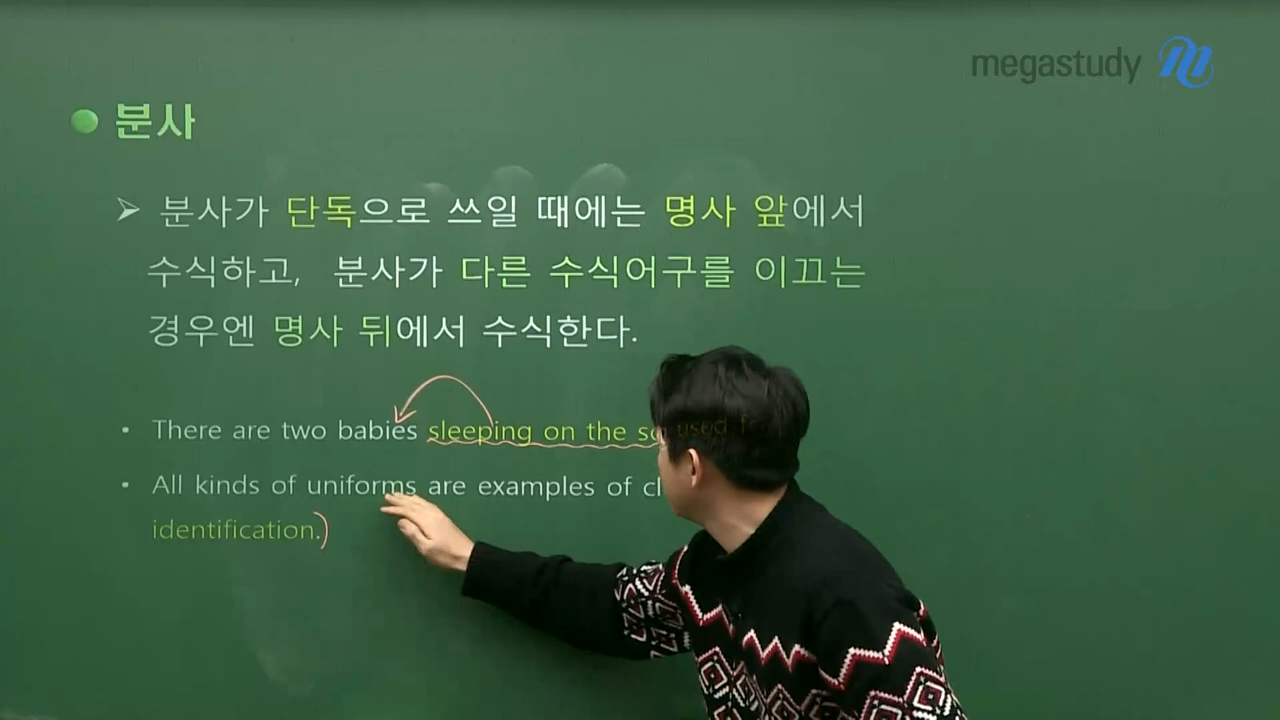 megastudy
분사
분사가 단독으로 쓰일 때에는 명사 앞에서
수식하고, 분사가 다른 수식어구를 이끄는
경우엔 명사 뒤에서 수식한다.
There are two babies sleeping on the
All kinds of uniforms are examples of used
identification.)